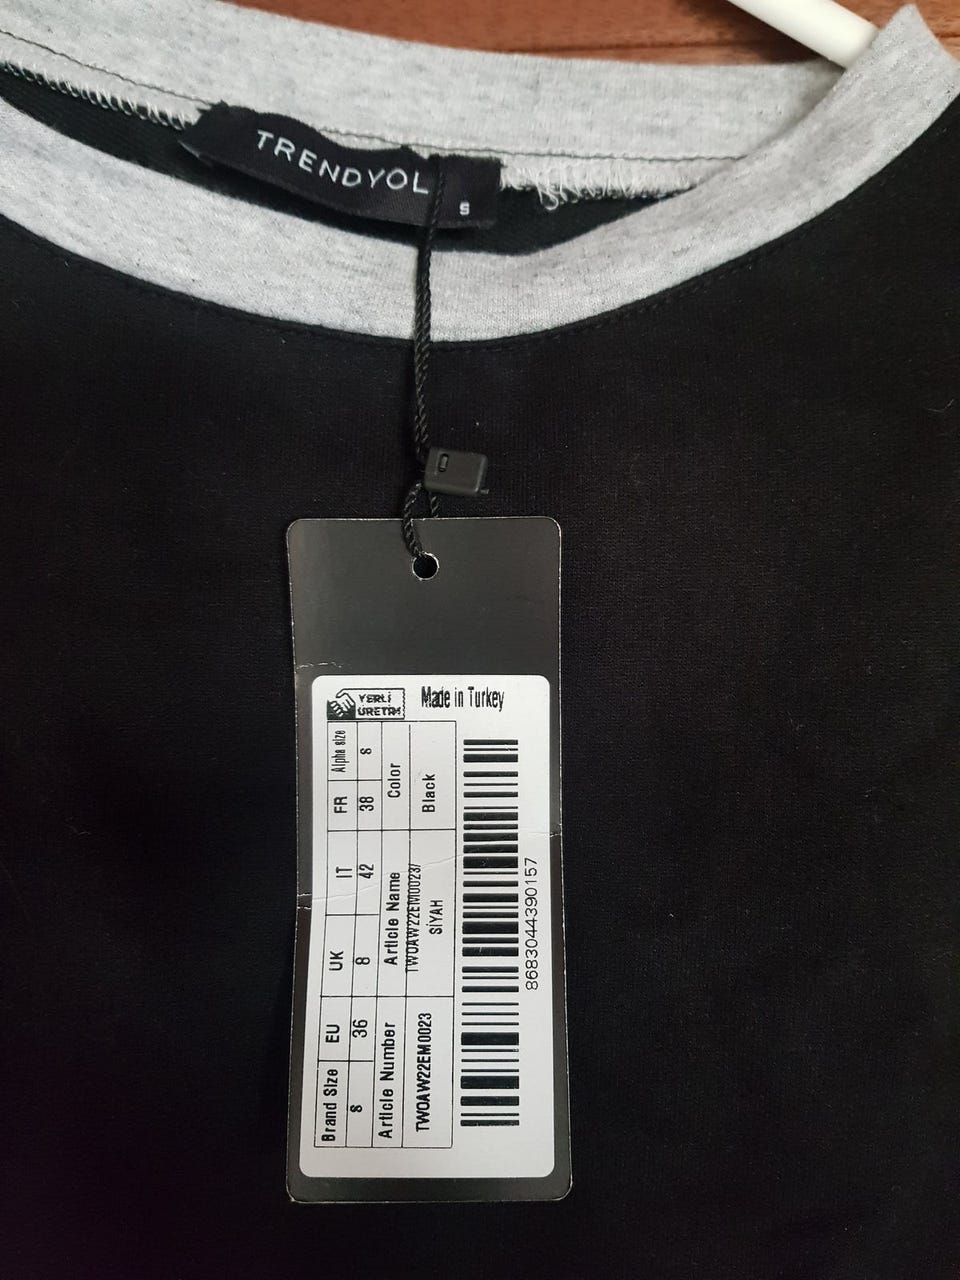 TRENDYOL
S
YERLİ
ÜRETİM
Made in Turkey
Brand Size EU UK IT FR Alpha size
S 36 8 42 38 S
Article Number Article Name Color
TWOAW22EM0023 TWOAW22EM0023/ Black
SİYAH
8683044390157